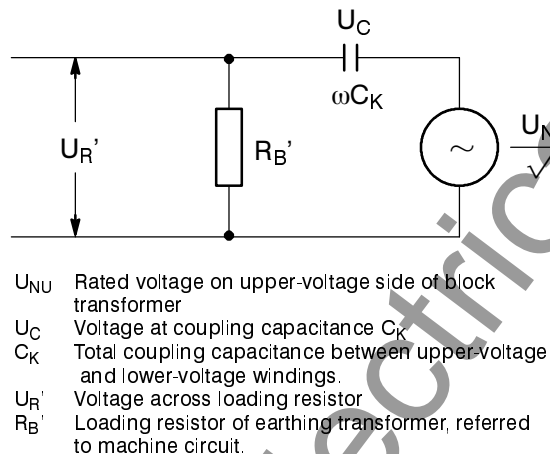 U_C
ωC_K
U_R'
R_B'
~
U_N
√
U_NU Rated voltage on upper-voltage side of block
transformer
U_C Voltage at coupling capacitance C_K
C_K Total coupling capacitance between upper-voltage
and lower-voltage windings.
U_R' Voltage across loading resistor
R_B' Loading resistor of earthing transformer, referred
to machine circuit.